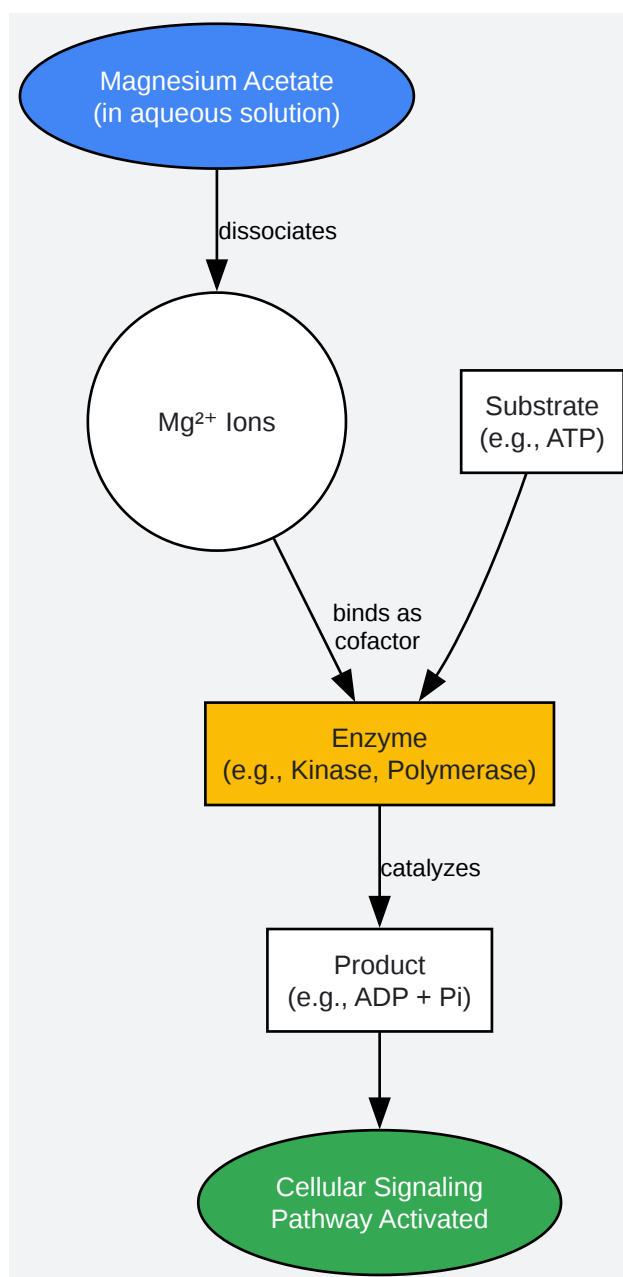 Magnesium Acetate
(in aqueous solution)
dissociates
Mg²⁺ Ions
Substrate
(e.g., ATP)
binds as
cofactor
Enzyme
(e.g., Kinase, Polymerase)
catalyzes
Product
(e.g., ADP + Pi)
Cellular Signaling
Pathway Activated